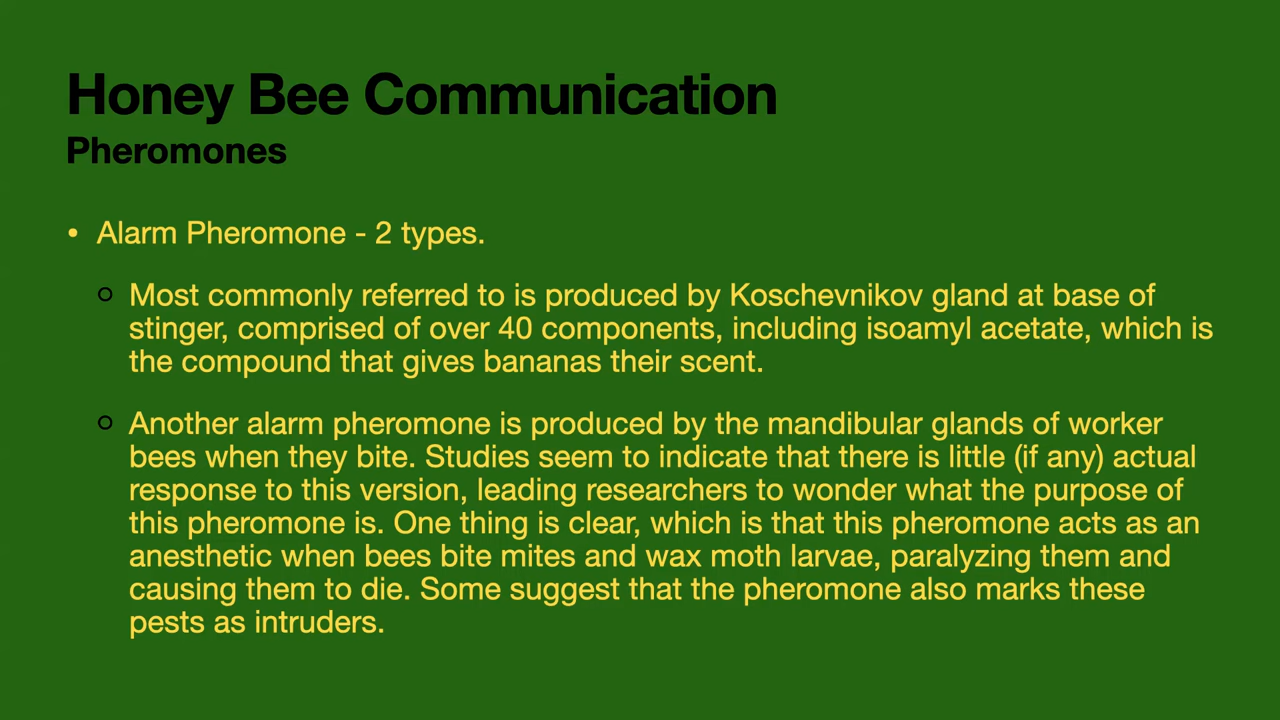 Honey Bee Communication
Pheromones
• Alarm Pheromone - 2 types.
○ Most commonly referred to is produced by Koschevnikov gland at base of
stinger, comprised of over 40 components, including isoamyl acetate, which is
the compound that gives bananas their scent.
○ Another alarm pheromone is produced by the mandibular glands of worker
bees when they bite. Studies seem to indicate that there is little (if any) actual
response to this version, leading researchers to wonder what the purpose of
this pheromone is. One thing is clear, which is that this pheromone acts as an
anesthetic when bees bite mites and wax moth larvae, paralyzing them and
causing them to die. Some suggest that the pheromone also marks these
pests as intruders.